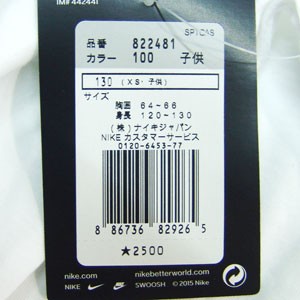 IM# 442441
品番 822481
カラー 100 子供
130 (XS-子供)
サイズ
胸囲 64~66
身長 120~130
(株)ナイキジャパン
NIKE カスタマーサービス
0120-6453-77
8 86736 82926 5
★2500
nike.com nikebetterworld.com
NIKE SWOOSH © 2015 Nike